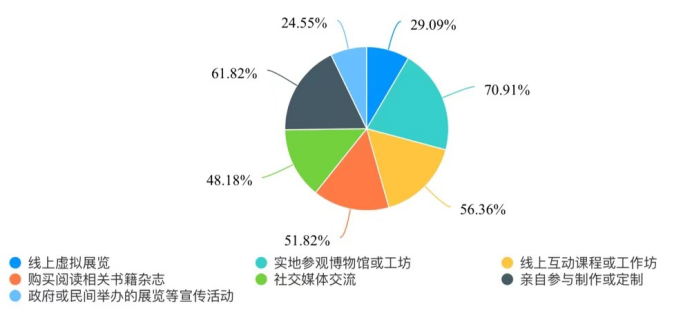 24.55%
29.09%
61.82%
70.91%
48.18%
56.36%
51.82%
线上虚拟展览
实地参观博物馆或工坊
线上互动课程或工作坊
购买阅读相关书籍杂志
社交媒体交流
亲自参与制作或定制
政府或民间举办的展览等宣传活动